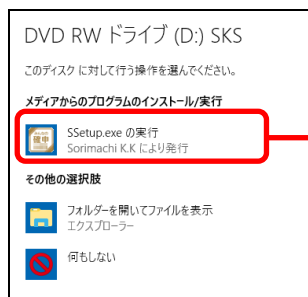 DVD RW ドライブ (D:) SKS
このディスク に対して行う操作を選んでください。
メディアからのプログラムのインストール/実行
SSetup.exe の実行
Sorimachi K.K により発行
その他の選択肢
フォルダーを開いてファイルを表示
エクスプローラー
何もしない